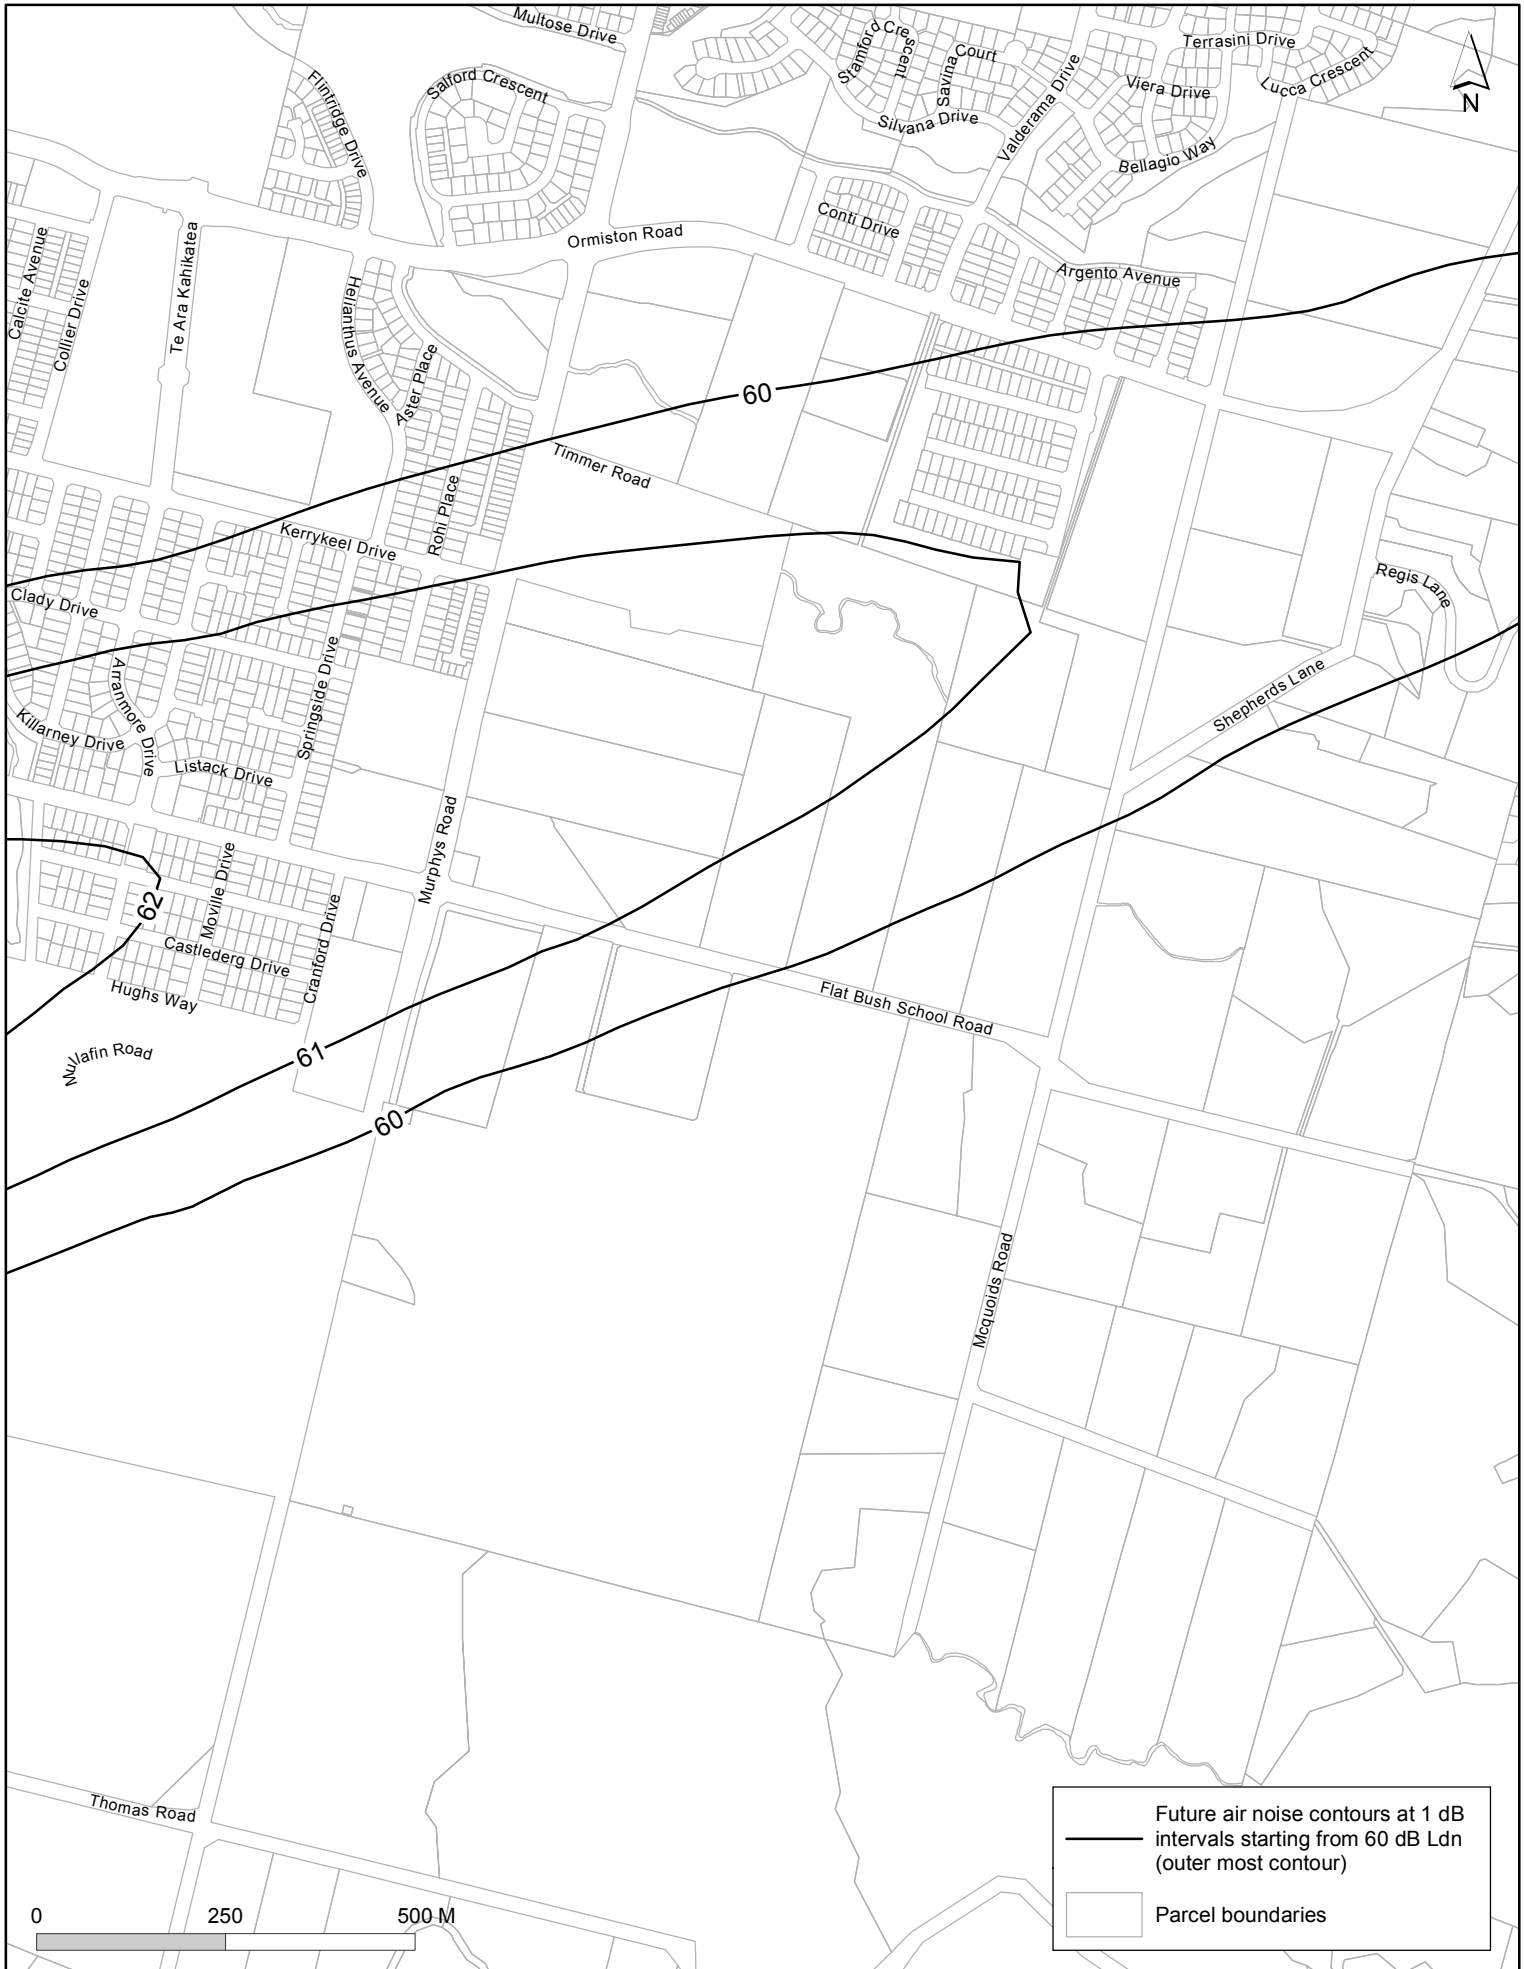 Multose Drive
Stamford Crescent
Savina Court
Terrasini Drive
Flintridge Drive
Salford Crescent
Valderama Drive
Viera Drive
Lucca Crescent
N
Silvana Drive
Bellagio Way
Calcite Avenue
Collier Drive
Te Ara Kahikatea
Ormiston Road
Conti Drive
Argento Avenue
Helianthus Avenue
Aster Place
60
Timmer Road
Rohi Place
Kerrykeel Drive
Clady Drive
Regis Lane
Arranmore Drive
Springside Drive
Killarney Drive
Listack Drive
Shepherds Lane
Murphys Road
62
Moville Drive
Castlederg Drive
Cranford Drive
Hughs Way
Flat Bush School Road
Mullafin Road
61
60
Mcquoids Road
Thomas Road
0 250 500 M
Future air noise contours at 1 dB
intervals starting from 60 dB Ldn
(outer most contour)
Parcel boundaries